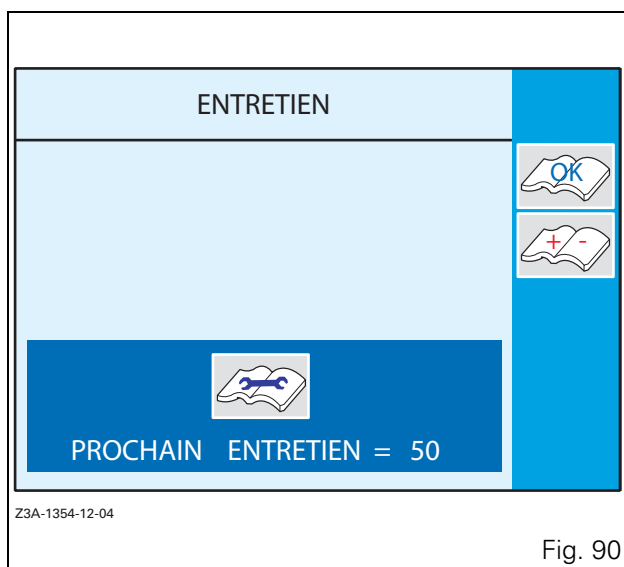 ENTRETIEN
OK
+ -
PROCHAIN ENTRETIEN = 50
Z3A-1354-12-04
Fig. 90